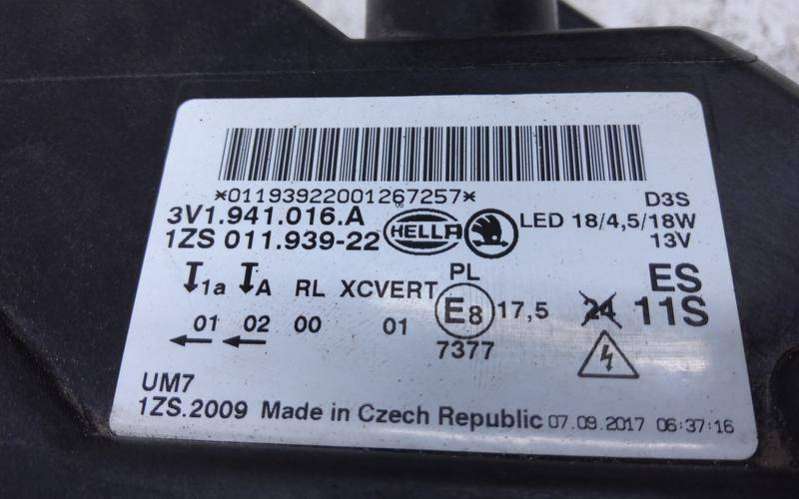 *011939220001267257*
3V1.941.016.A
1ZS 011.939-22
HELLA
D3S
LED 18/4,5/18W
13V
1a A RL XCVERT PL ES
E8 17,5 24 11S
01 02 00 01 7377
UM7
1ZS.2009 Made in Czech Republic 07.09.2017 06:37:16